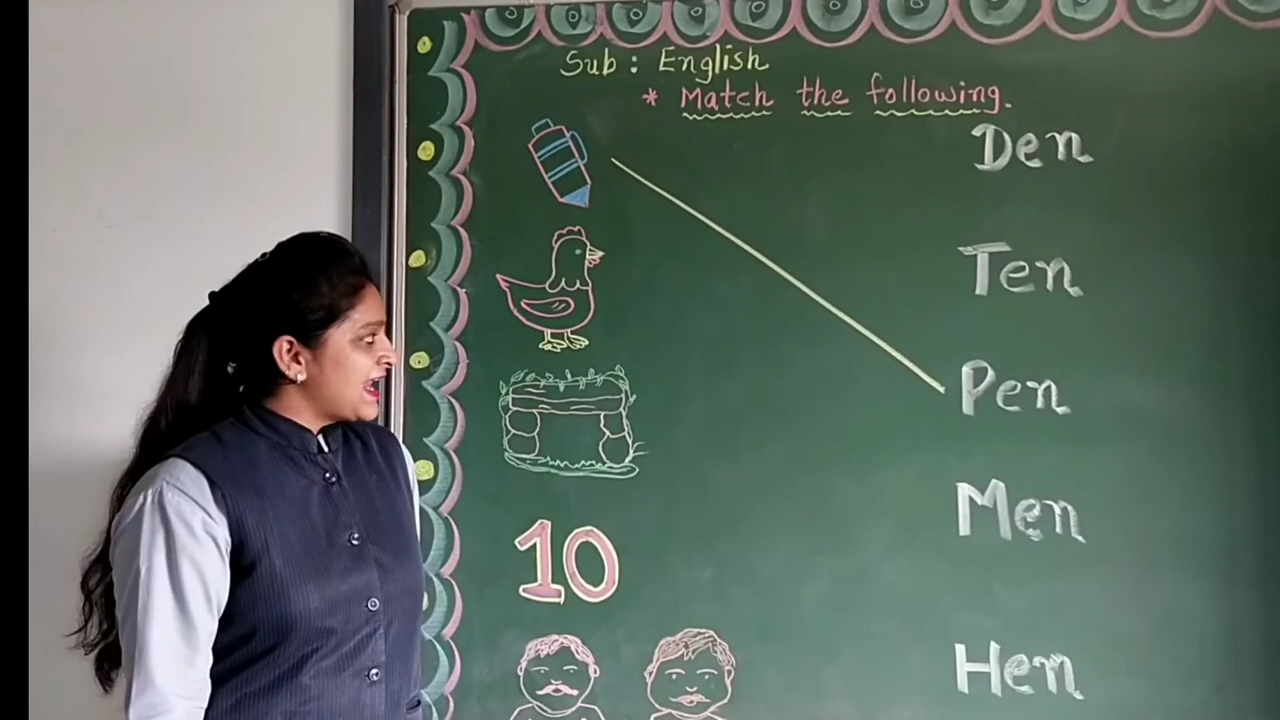 Sub : English
* Match the following.
Den
Ten
Pen
Men
10
Hen